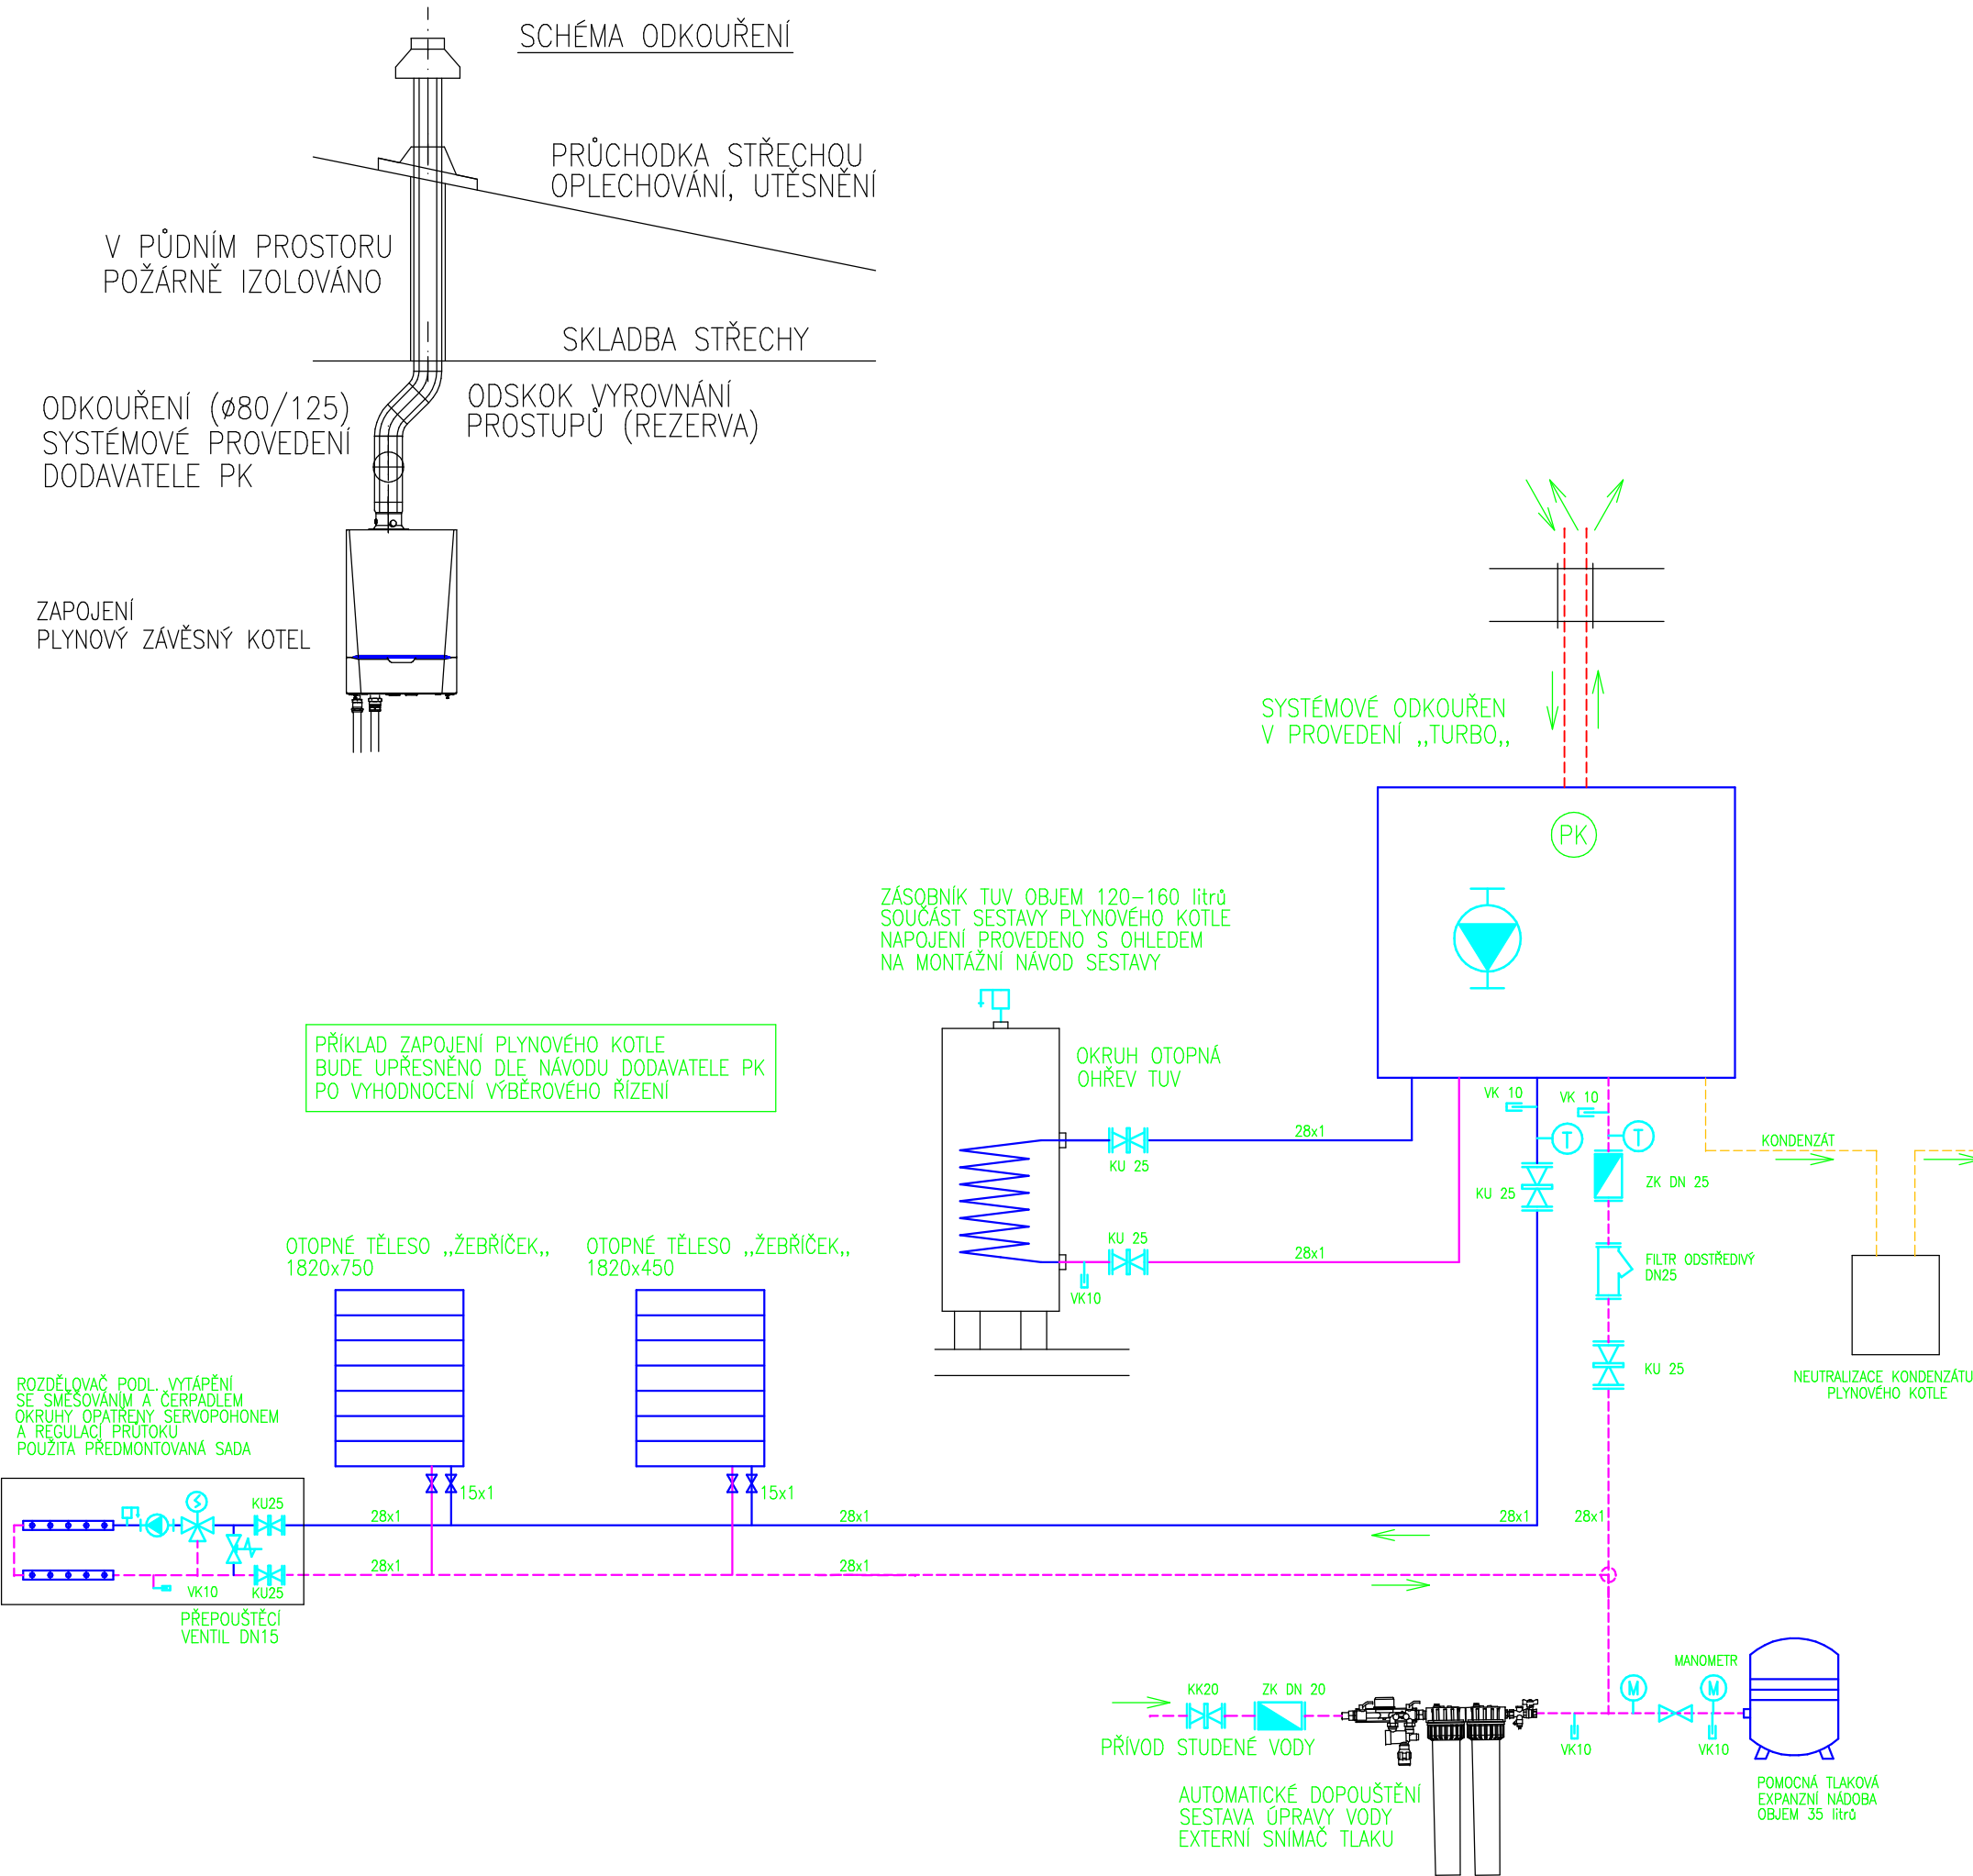 SCHÉMA ODKOUŘENÍ
PRŮCHODKA STŘECHOU
OPLECHOVÁNÍ, UTĚSNĚNÍ
V PŮDNÍM PROSTORU
POŽÁRNĚ IZOLOVÁNO
SKLADBA STŘECHY
ODSKOK VYROVNÁNÍ
PROSTUPŮ (REZERVA)
ODKOUŘENÍ (ø80/125)
SYSTÉMOVÉ PROVEDENÍ
DODAVATELE PK
ZAPOJENÍ
PLYNOVÝ ZÁVĚSNÝ KOTEL
SYSTÉMOVÉ ODKOUŘEN
V PROVEDENÍ ,,TURBO,,
PK
ZÁSOBNÍK TUV OBJEM 120-160 litrů
SOUČÁST SESTAVY PLYNOVÉHO KOTLE
NAPOJENÍ PROVEDENO S OHLEDEM
NA MONTÁŽNÍ NÁVOD SESTAVY
PŘÍKLAD ZAPOJENÍ PLYNOVÉHO KOTLE
BUDE UPŘESNĚNO DLE NÁVODU DODAVATELE PK
PO VYHODNOCENÍ VÝBĚROVÉHO ŘÍZENÍ
OKRUH OTOPNÁ
OHŘEV TUV
VK 10
VK 10
28x1
KU 25
T
T
KONDENZÁT
KU 25
ZK DN 25
KU 25
28x1
VK10
FILTR ODSTŘEDIVÝ
DN25
KU 25
NEUTRALIZACE KONDENZÁTU
PLYNOVÉHO KOTLE
OTOPNÉ TĚLESO ,,ŽEBŘÍČEK,,
1820x750
OTOPNÉ TĚLESO ,,ŽEBŘÍČEK,,
1820x450
ROZDĚLOVAČ PODL. VYTÁPĚNÍ
SE SMĚŠOVÁNÍM A ČERPADLEM
OKRUHY OPATŘENY SERVOPOHONEM
A REGULACÍ PRŮTOKU
POUŽITA PŘEDMONTOVANÁ SADA
15x1
15x1
KU25
28x1
28x1
28x1
28x1
28x1
28x1
VK10
KU25
PŘEPOUŠTĚCÍ
VENTIL DN15
MANOMETR
M
M
KK20
ZK DN 20
PŘÍVOD STUDENÉ VODY
VK10
VK10
AUTOMATICKÉ DOPOUŠTĚNÍ
SESTAVA ÚPRAVY VODY
EXTERNÍ SNÍMAČ TLAKU
POMOCNÁ TLAKOVÁ
EXPANZNÍ NÁDOBA
OBJEM 35 litrů